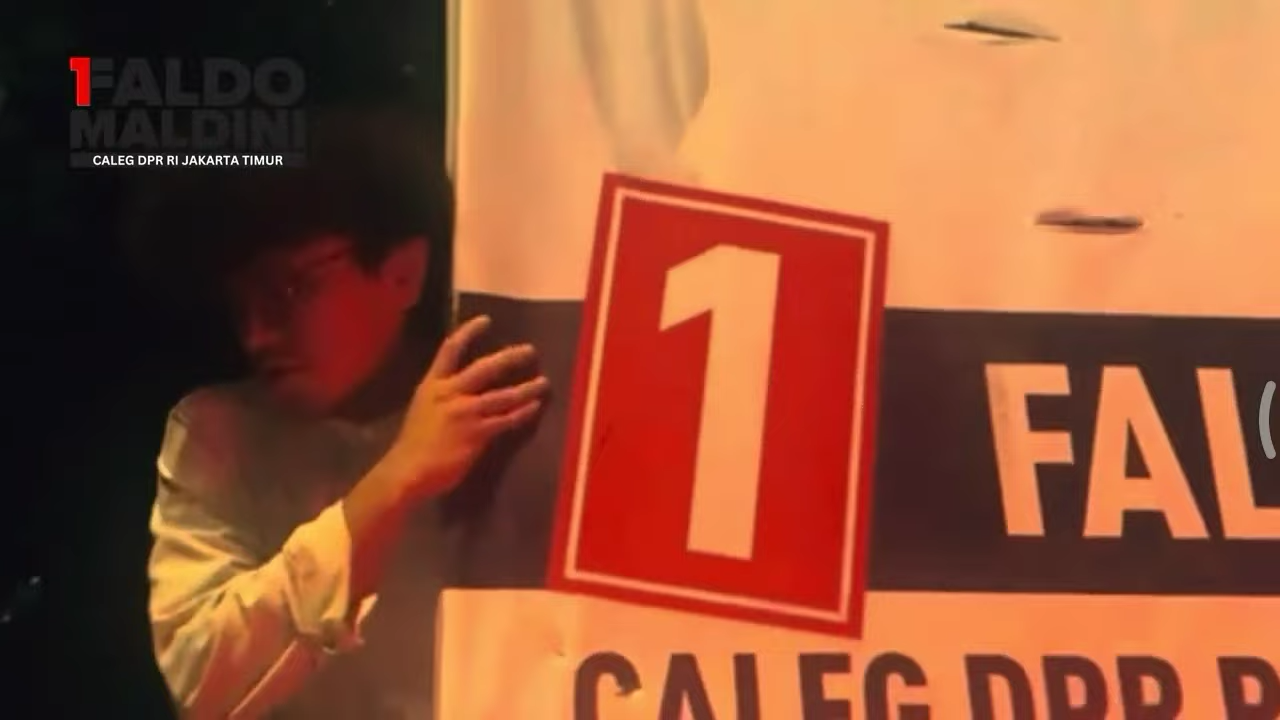 1FALDO
MALDINI
CALEG DPR RI JAKARTA TIMUR
1
FAL
CALEG DPR R